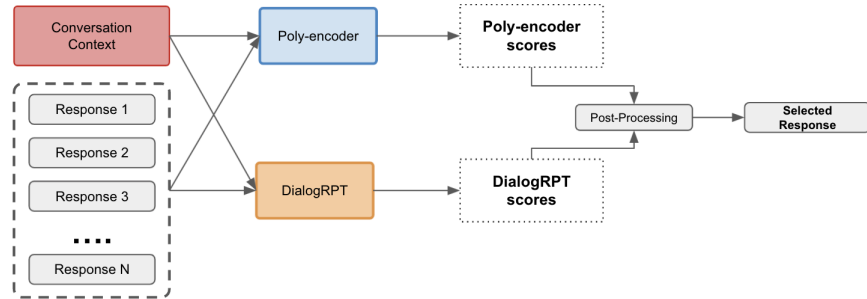 Conversation
Context
Poly-encoder
Poly-encoder
scores
Response 1
Response 2
Response 3
....
Response N
DialogRPT
DialogRPT
scores
Post-Processing
Selected
Response